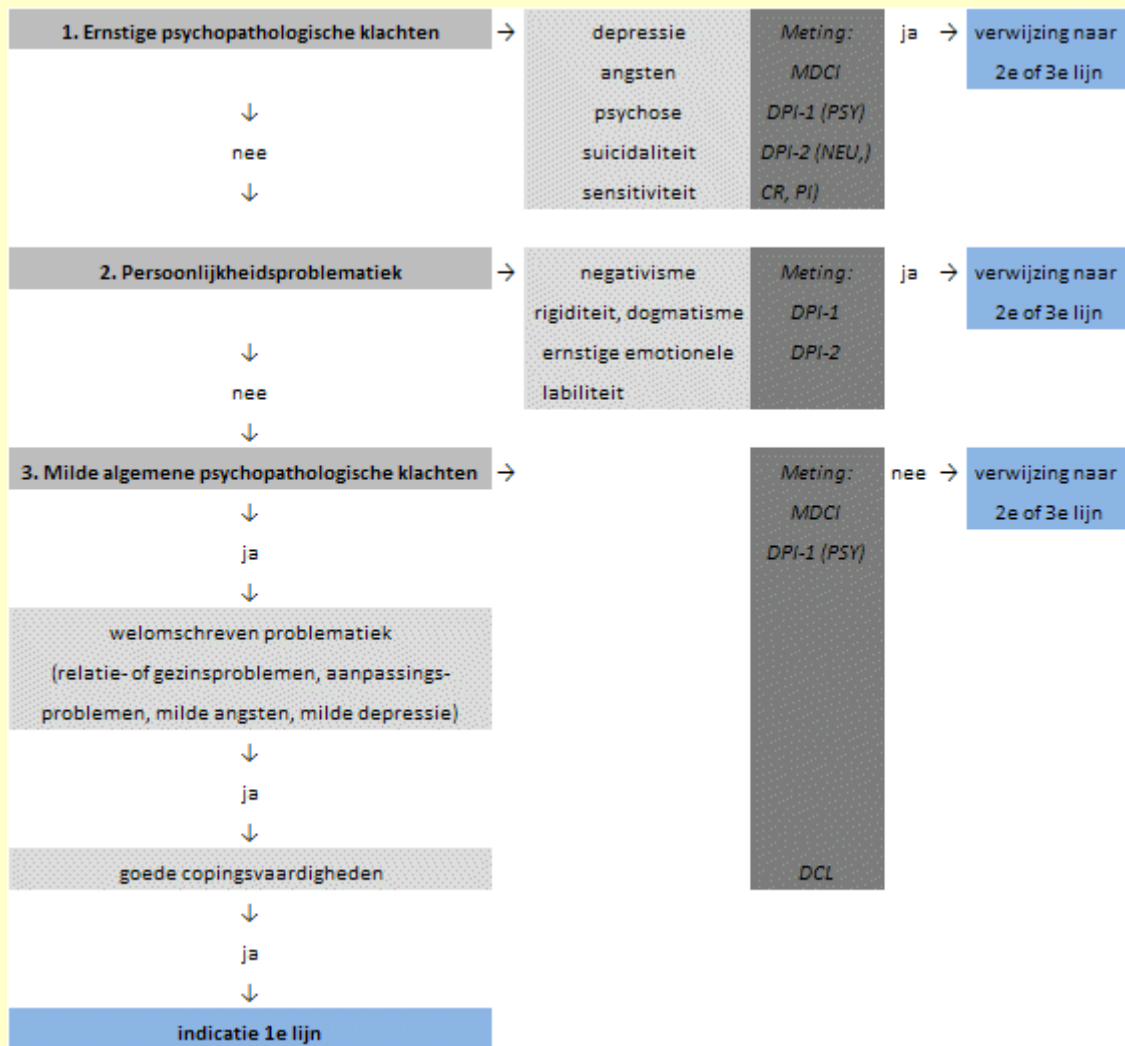 1. Ernstige psychopathologische klachten → depressie Meting: ja → verwijzing naar
angsten MDCI 2e of 3e lijn
↓ psychose DPI-1 (PSY)
nee suicidaliteit DPI-2 (NEU,)
↓ sensitiviteit CR, PI)
2. Persoonlijkheidsproblematiek → negativisme Meting: ja → verwijzing naar
rigiditeit, dogmatisme DPI-1 2e of 3e lijn
↓ ernstige emotionele DPI-2
nee labiliteit
↓
3. Milde algemene psychopathologische klachten → Meting: nee → verwijzing naar
↓ MDCI 2e of 3e lijn
ja DPI-1 (PSY)
↓
welomschreven problematiek
(relatie- of gezinsproblemen, aanpassings-
problemen, milde angsten, milde depressie)
↓
ja
↓
goede copingsvaardigheden DCL
↓
ja
↓
indicatie 1e lijn